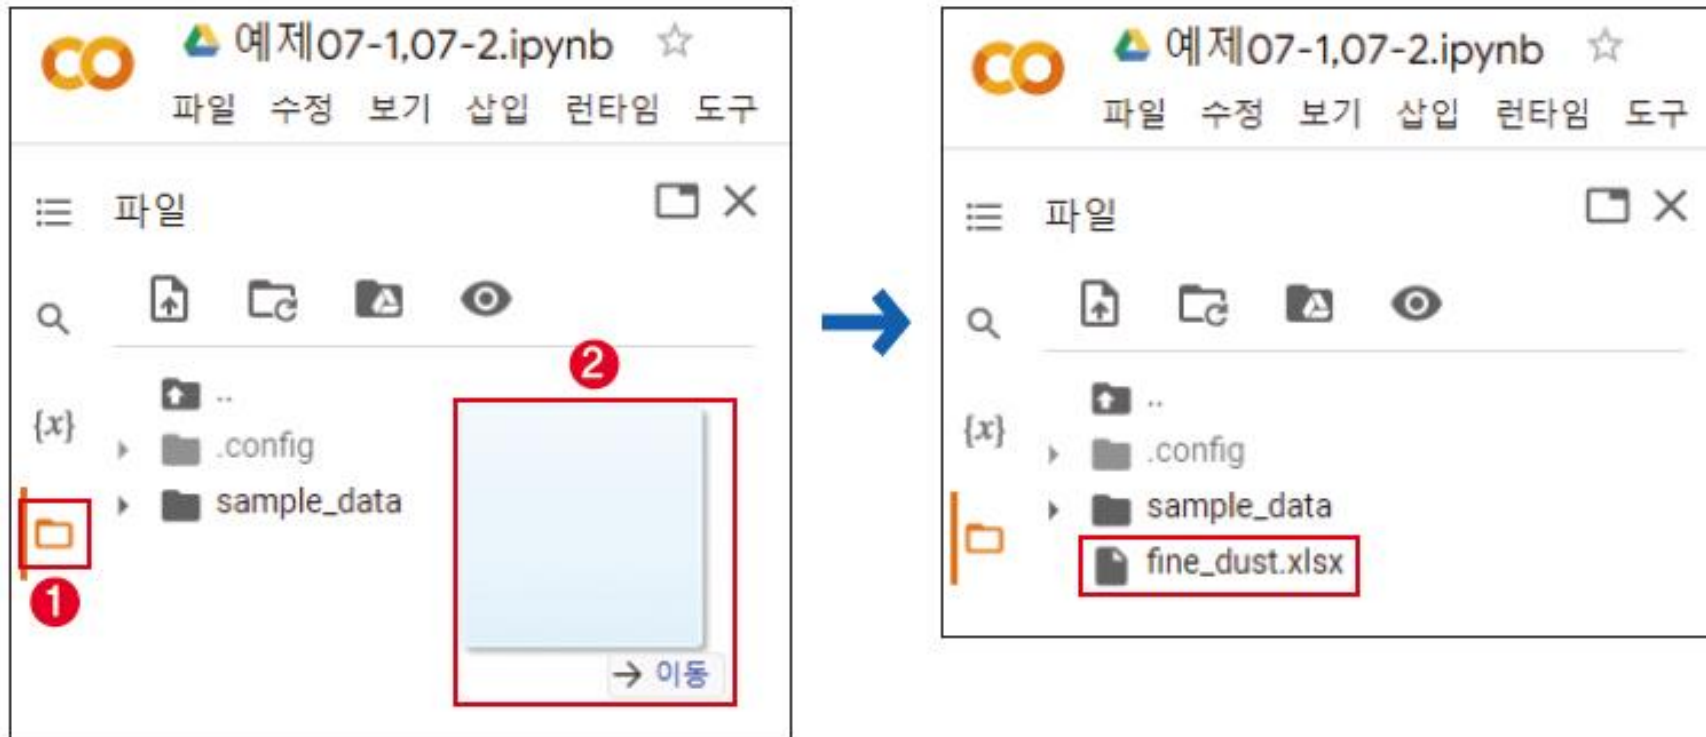 예제07-1,07-2.ipynb
파일 수정 보기 삽입 런타임 도구
파일
2
..
{x}
.config
sample_data
1
→ 이동
예제07-1,07-2.ipynb
파일 수정 보기 삽입 런타임 도구
파일
..
{x}
.config
sample_data
fine_dust.xlsx